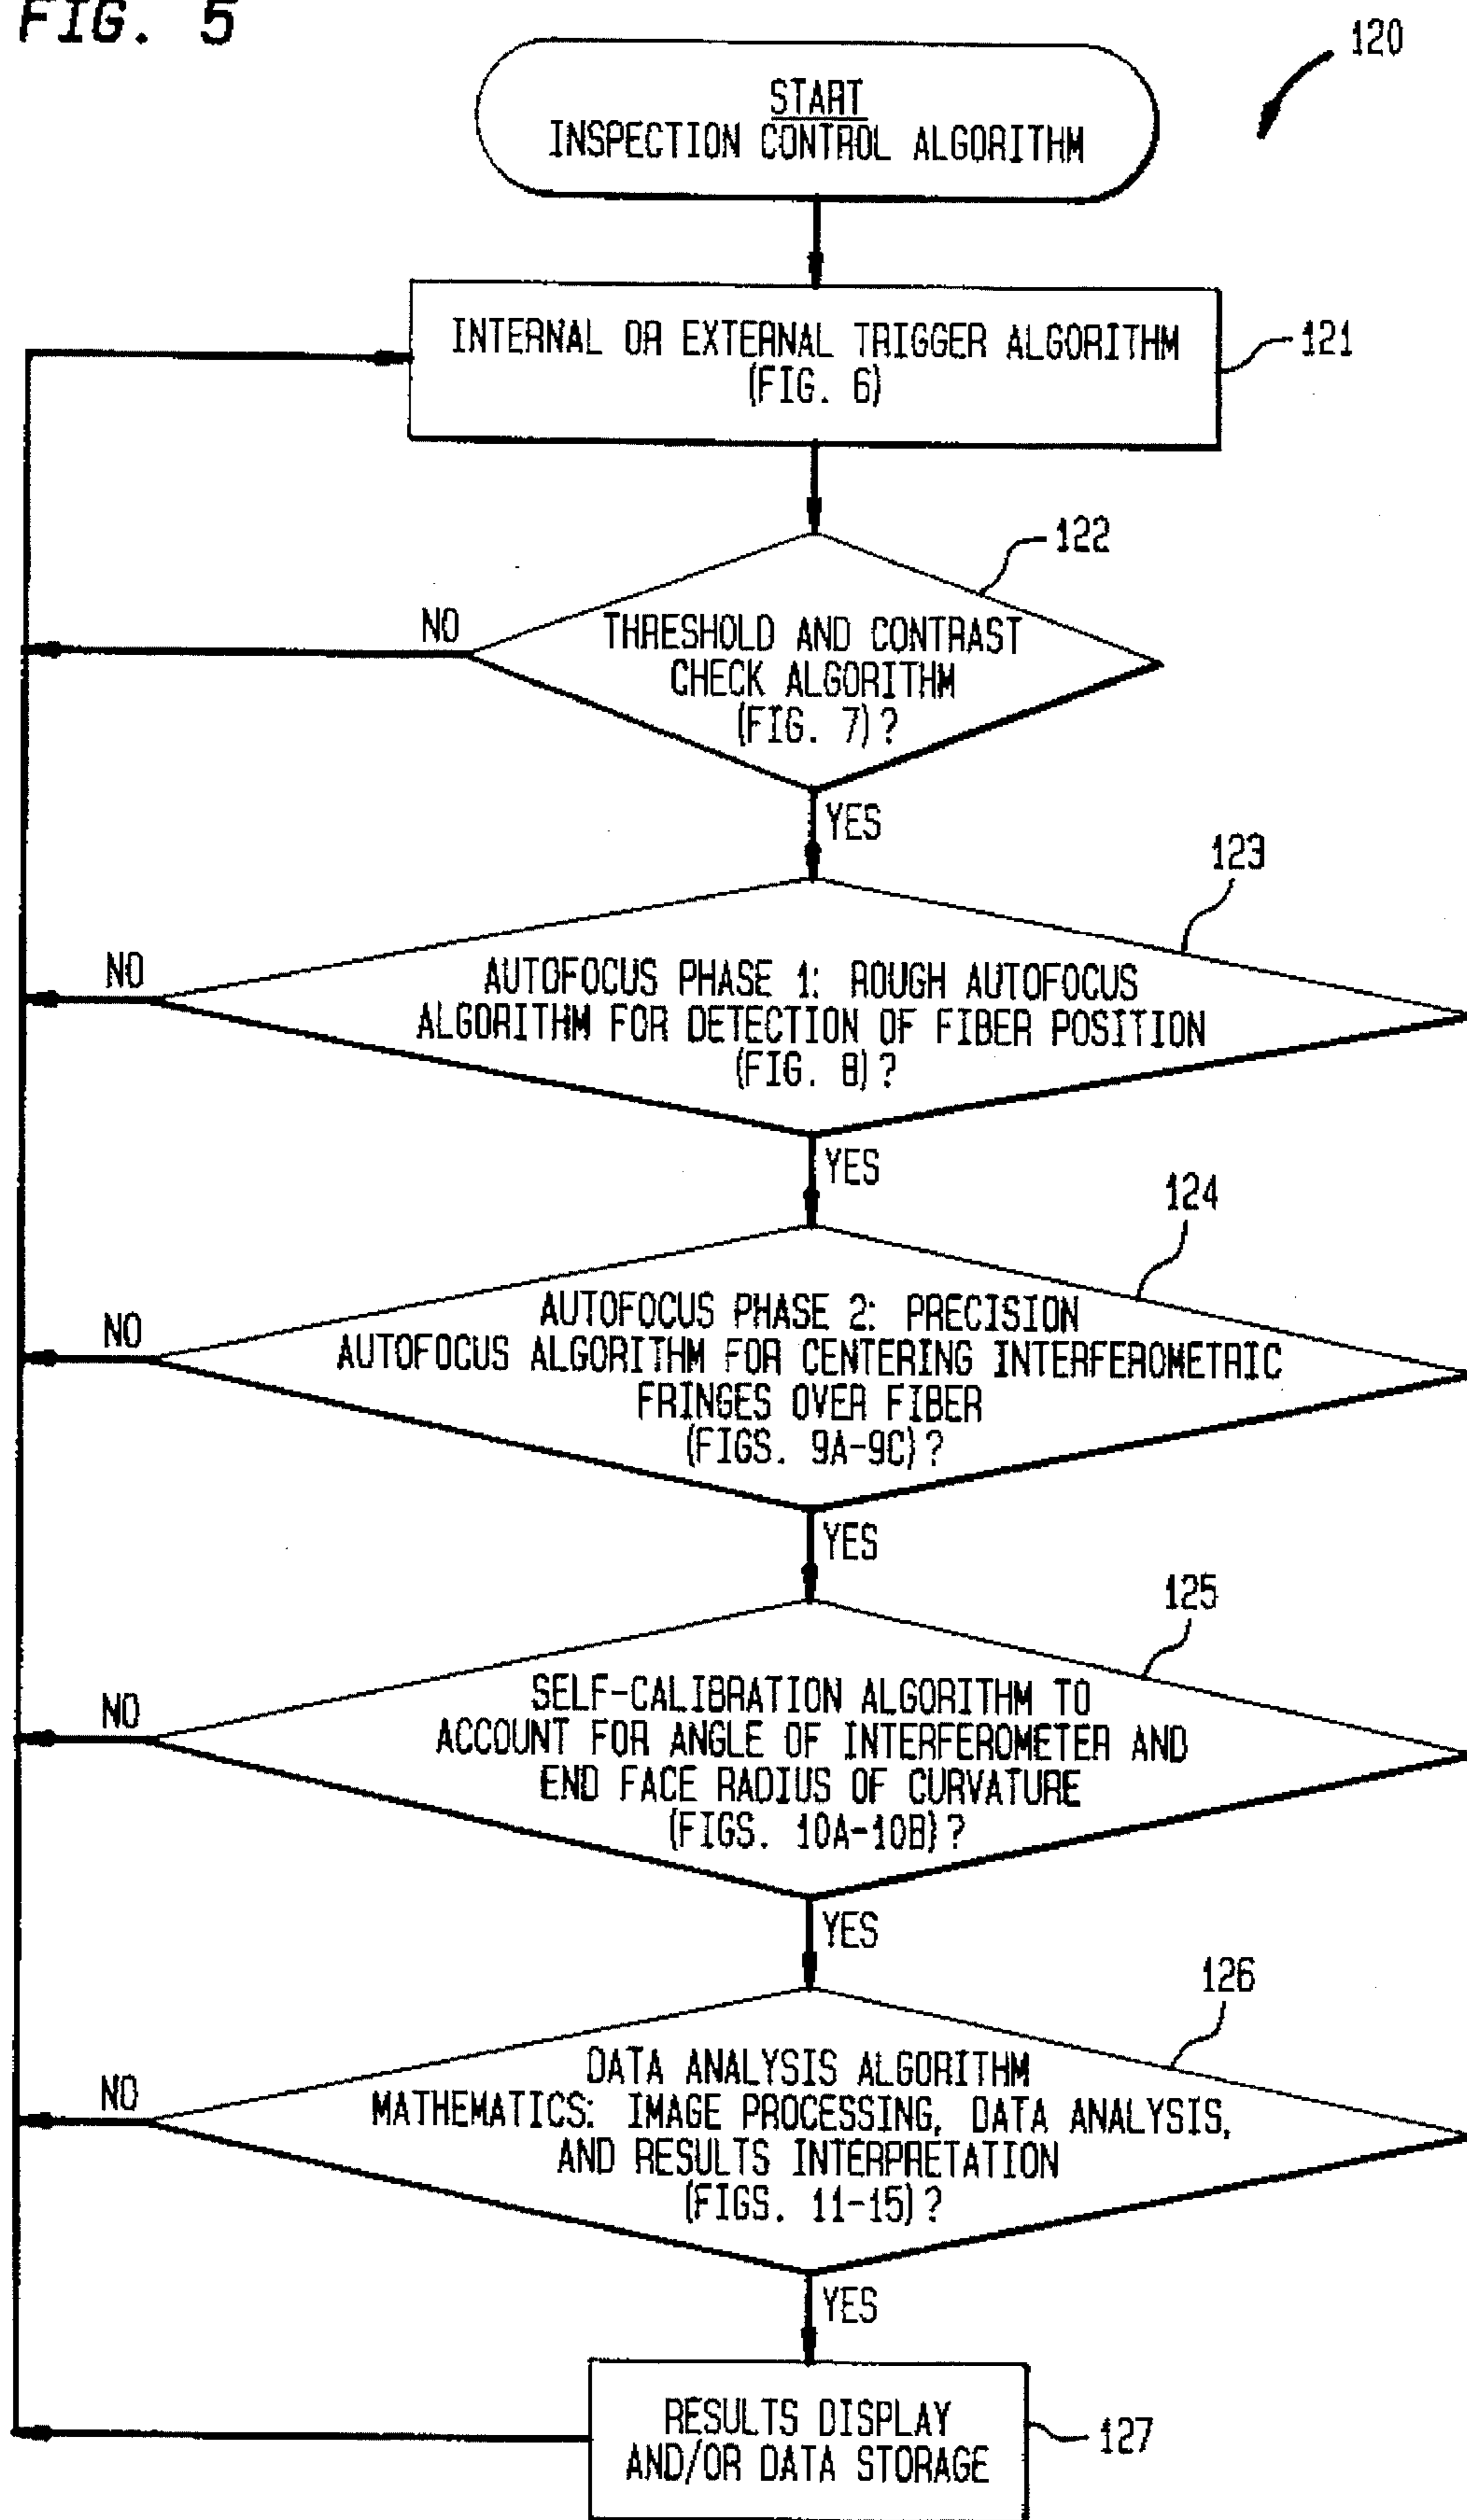 FIG. 5
120
START
INSPECTION CONTROL ALGORITHM
INTERNAL OR EXTERNAL TRIGGER ALGORITHM
(FIG. 6)
121
122
NO
THRESHOLD AND CONTRAST
CHECK ALGORITHM
(FIG. 7)?
YES
123
NO
AUTOFOCUS PHASE 1: ROUGH AUTOFOCUS
ALGORITHM FOR DETECTION OF FIBER POSITION
(FIG. 8)?
YES
124
NO
AUTOFOCUS PHASE 2: PRECISION
AUTOFOCUS ALGORITHM FOR CENTERING INTERFEROMETRIC
FRINGES OVER FIBER
(FIGS. 9A-9C)?
YES
125
NO
SELF-CALIBRATION ALGORITHM TO
ACCOUNT FOR ANGLE OF INTERFEROMETER AND
END FACE RADIUS OF CURVATURE
(FIGS. 10A-10B)?
YES
126
NO
DATA ANALYSIS ALGORITHM
MATHEMATICS: IMAGE PROCESSING, DATA ANALYSIS,
AND RESULTS INTERPRETATION
(FIGS. 11-15)?
YES
RESULTS DISPLAY
AND/OR DATA STORAGE
127